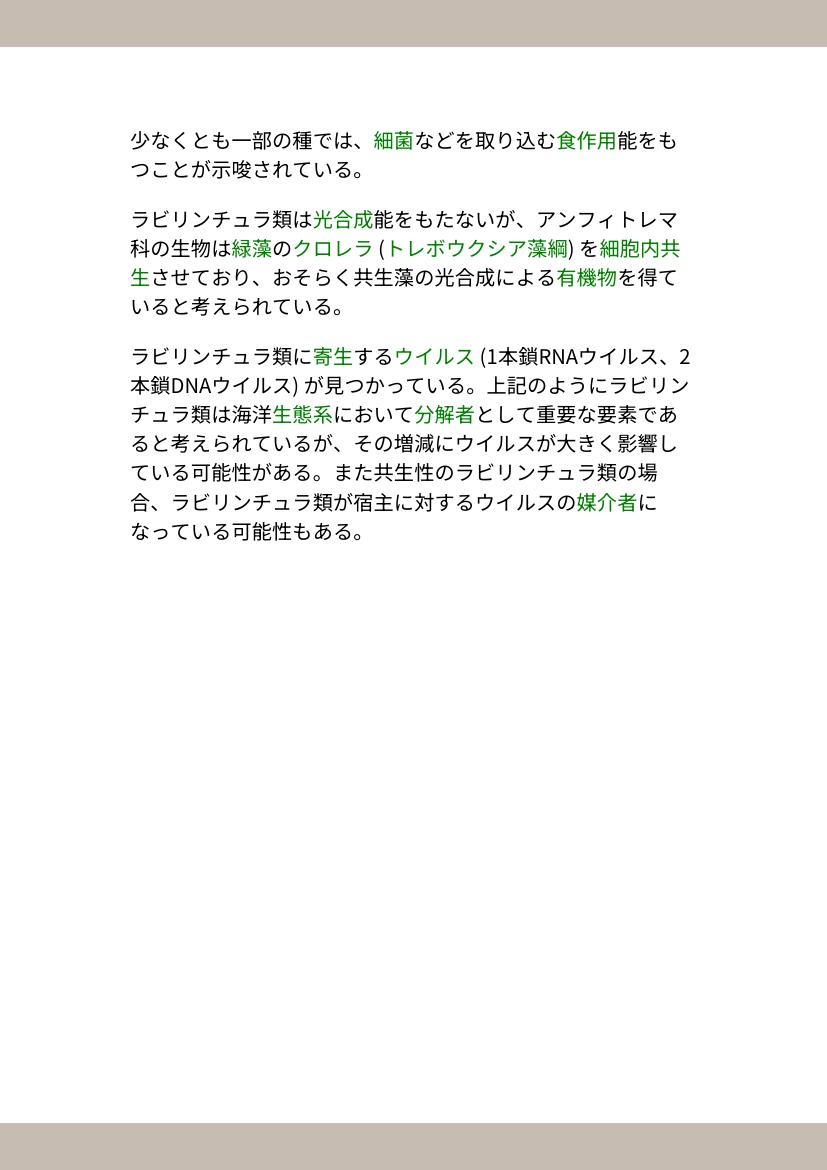 少なくとも一部の種では、細菌などを取り込む食作用能をも
つことが示唆されている。
ラビリンチュラ類は光合成能をもたないが、アンフィトレマ
科の生物は緑藻のクロレラ (トレボウクシア藻綱) を細胞内共
生させており、おそらく共生藻の光合成による有機物を得て
いると考えられている。
ラビリンチュラ類に寄生するウイルス (1本鎖RNAウイルス、2
本鎖DNAウイルス) が見つかっている。上記のようにラビリン
チュラ類は海洋生態系において分解者として重要な要素であ
ると考えられているが、その増減にウイルスが大きく影響し
ている可能性がある。また共生性のラビリンチュラ類の場
合、ラビリンチュラ類が宿主に対するウイルスの媒介者に
なっている可能性もある。